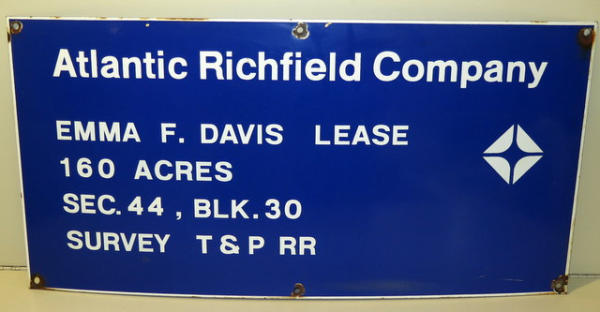 Atlantic Richfield Company
EMMA F. DAVIS LEASE
160 ACRES
SEC. 44, BLK. 30
SURVEY T & P RR